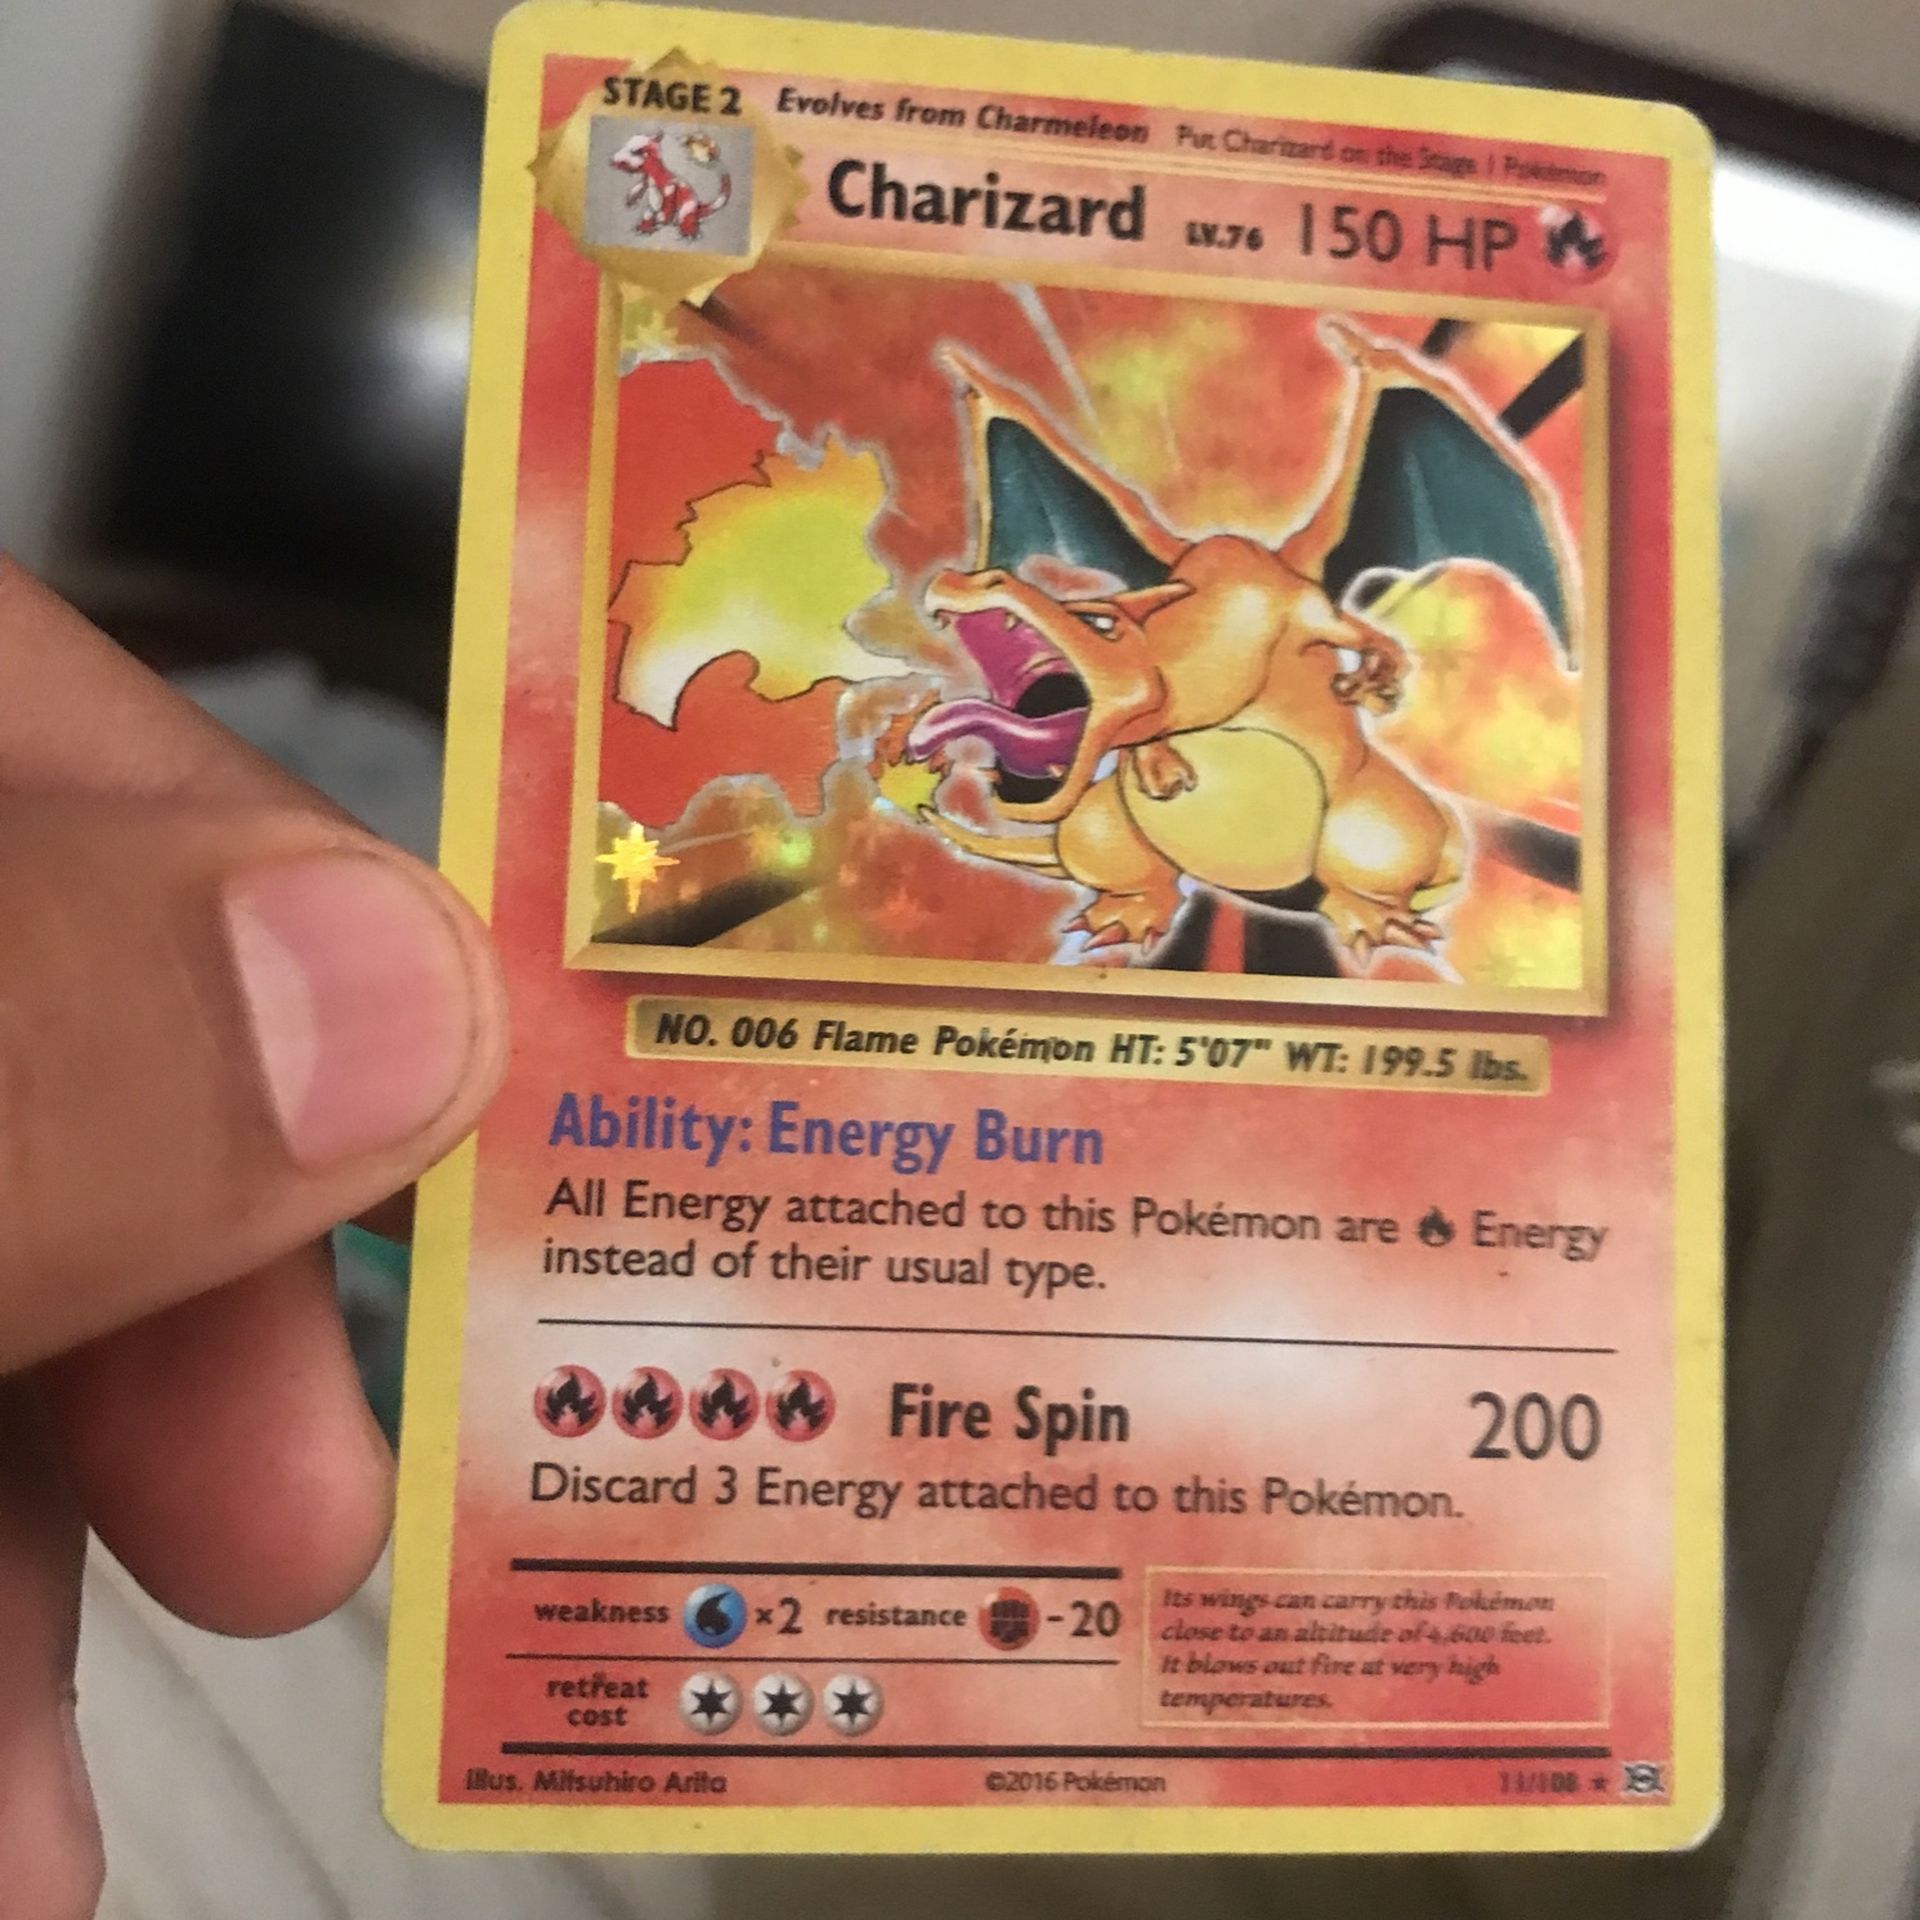 STAGE 2 Evolves from Charmeleon Put Charizard on the Stage 1 Pokémon
Charizard LV.76 150 HP
NO. 006 Flame Pokémon HT: 5'07" WT: 199.5 lbs.
Ability: Energy Burn
All Energy attached to this Pokémon are Energy
instead of their usual type.
Fire Spin 200
Discard 3 Energy attached to this Pokémon.
weakness ×2 resistance -20
retreat
cost
Its wings can carry this Pokémon
close to an altitude of 4,600 feet.
It blows out fire at very high
temperatures.
Illus. Mitsuhiro Arita ©2016 Pokémon 11/108 ★